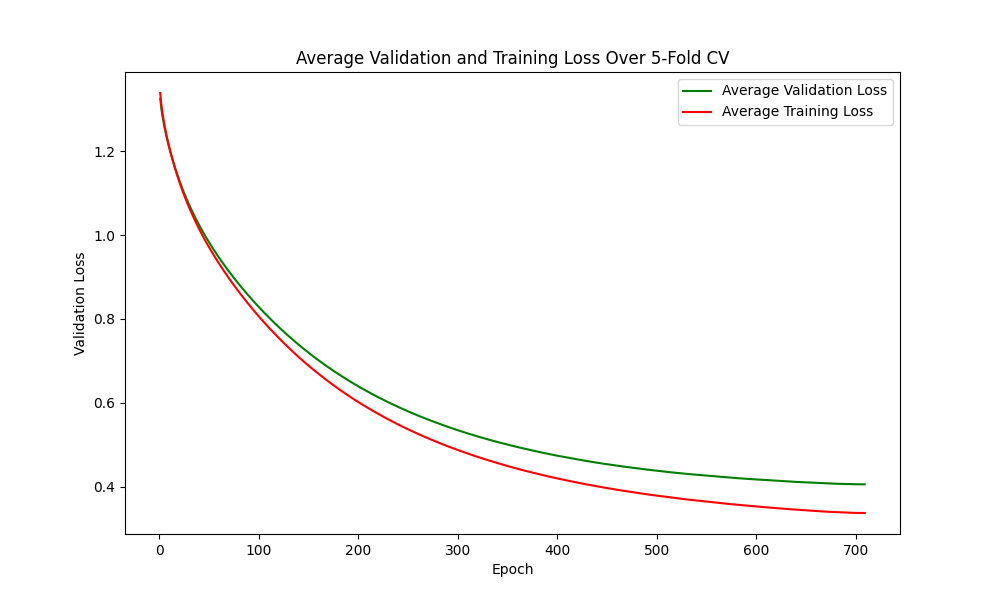 Average Validation and Training Loss Over 5-Fold CV
Average Validation Loss
Average Training Loss
Validation Loss
1.2
1.0
0.8
0.6
0.4
0 100 200 300 400 500 600 700
Epoch